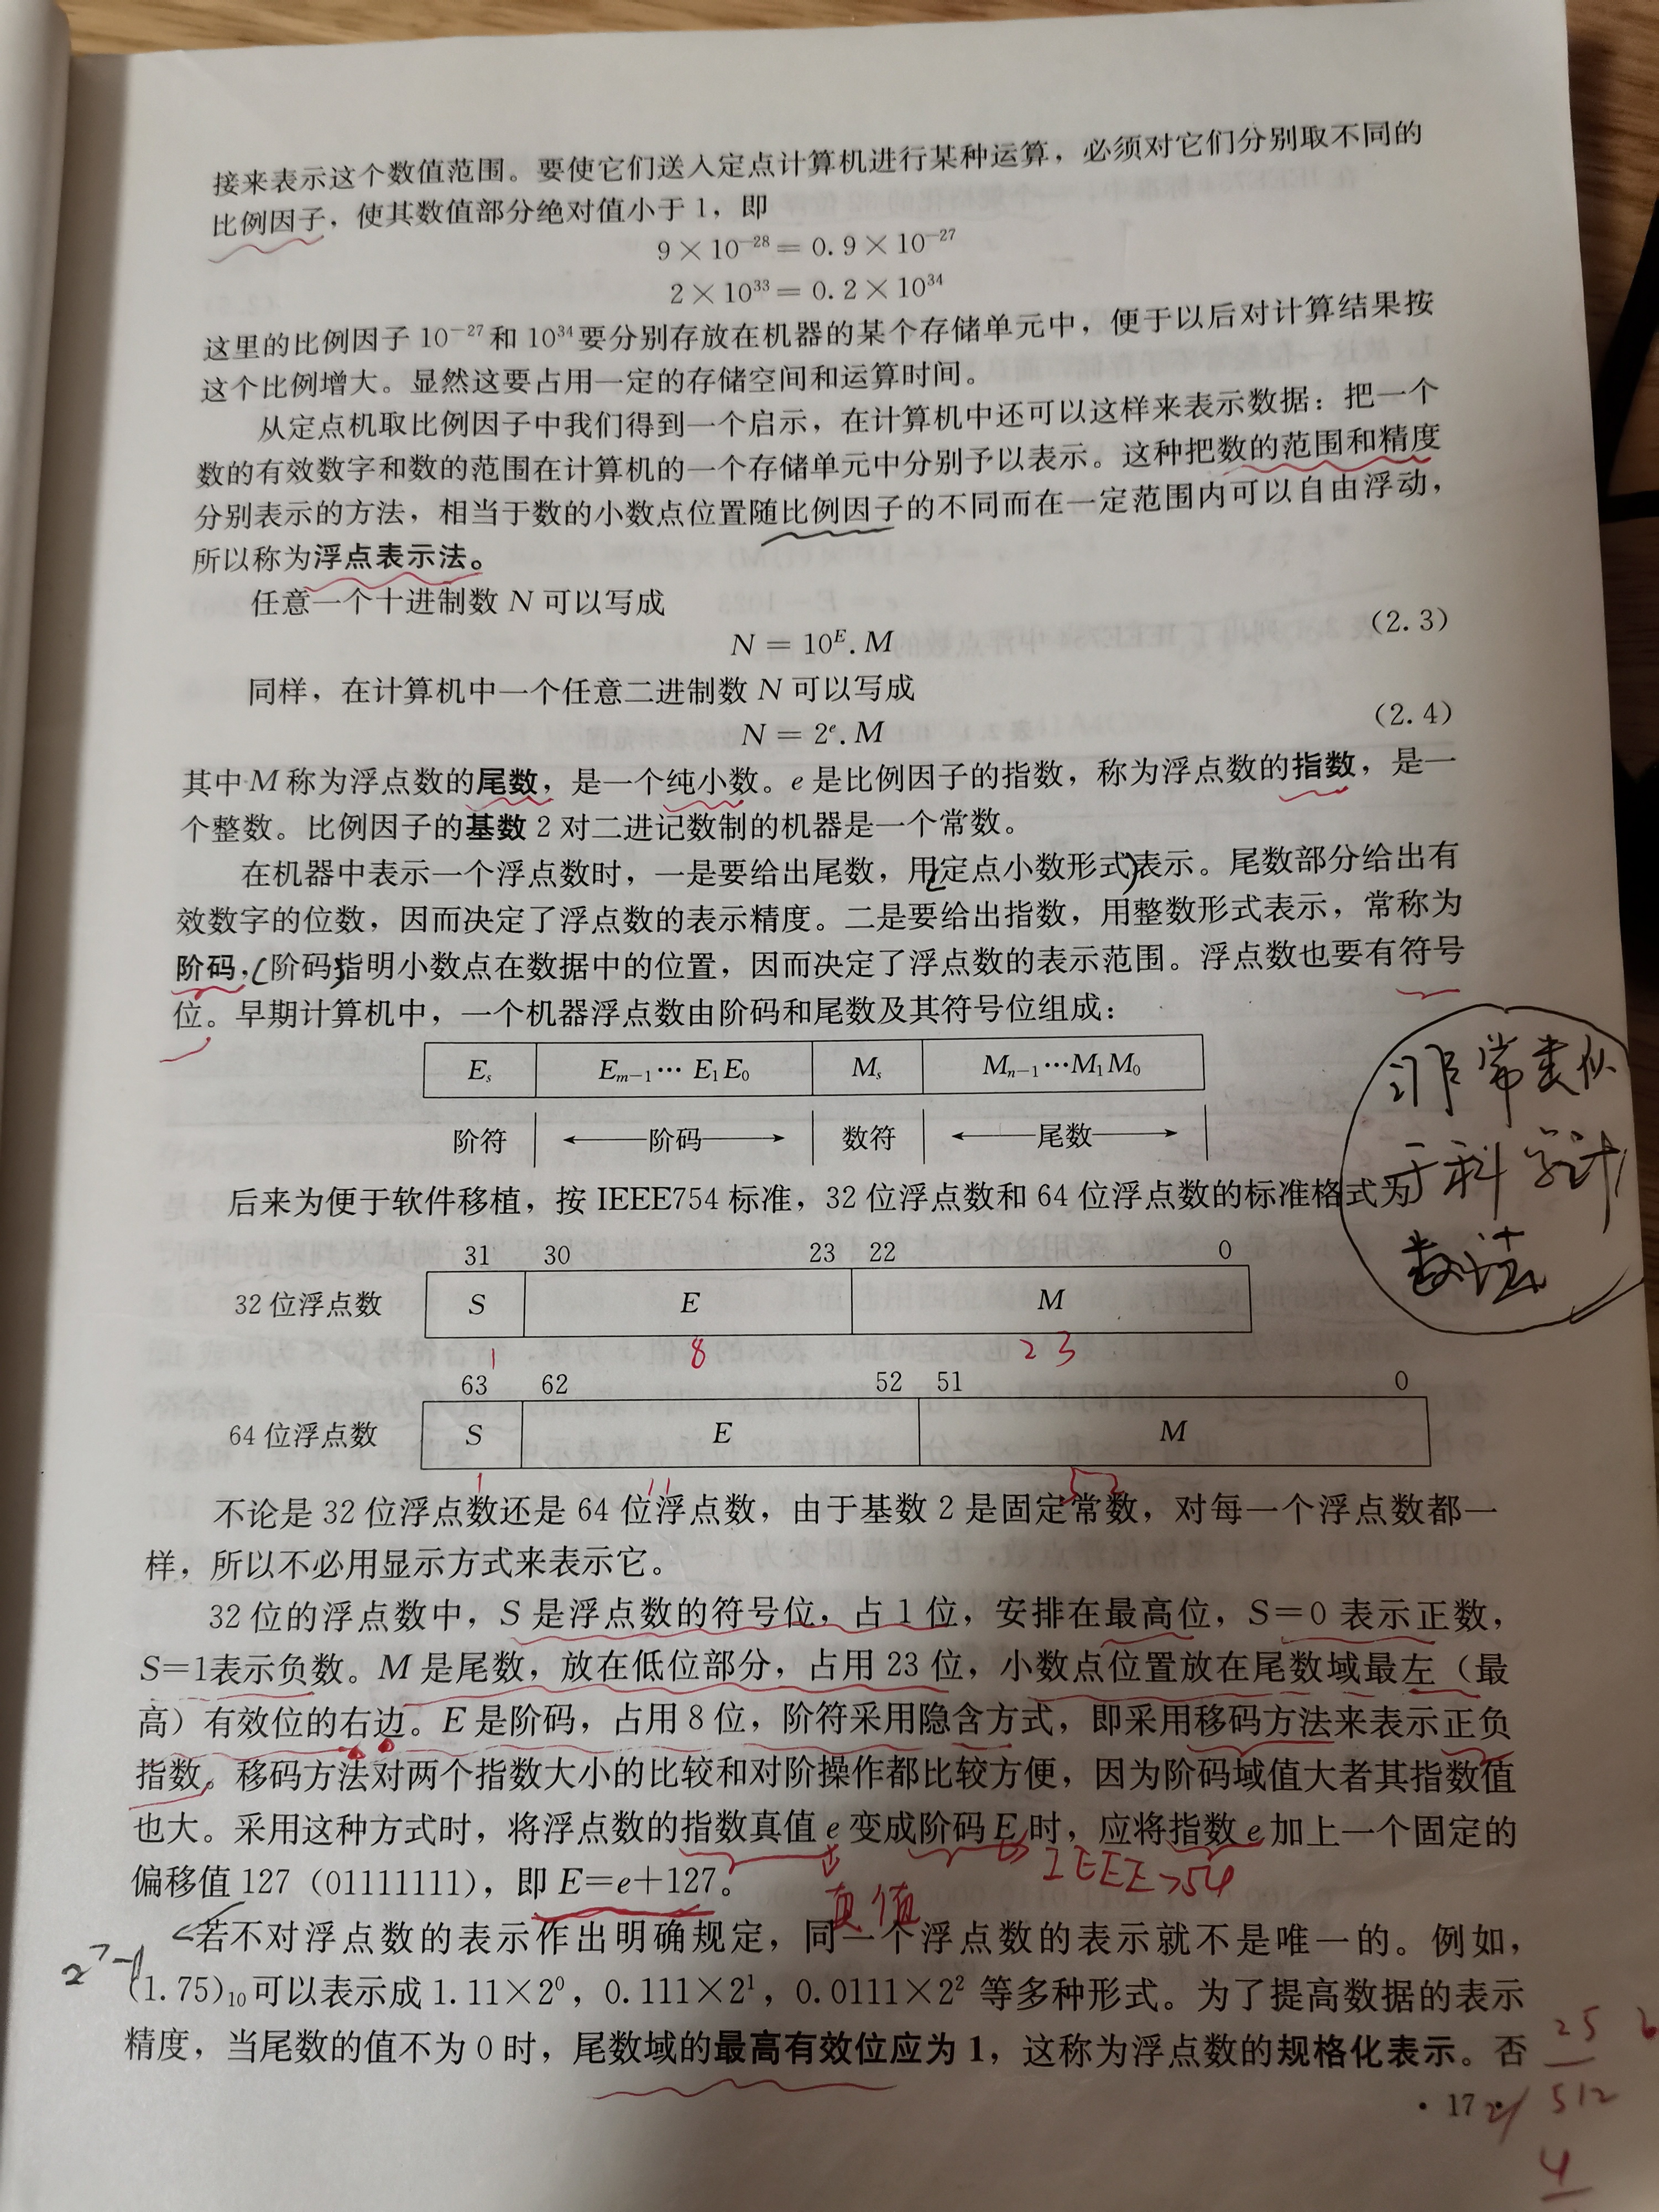 接来表示这个数值范围。要使它们送入定点计算机进行某种运算，必须对它们分别取不同的
比例因子，使其数值部分绝对值小于 1，即
9×10⁻²⁸＝0.9×10⁻²⁷
2×10³³＝0.2×10³⁴
这里的比例因子 10⁻²⁷和 10³⁴要分别存放在机器的某个存储单元中，便于以后对计算结果按
这个比例增大。显然这要占用一定的存储空间和运算时间。
从定点机取比例因子中我们得到一个启示，在计算机中还可以这样来表示数据：把一个
数的有效数字和数的范围在计算机的一个存储单元中分别予以表示。这种把数的范围和精度
分别表示的方法，相当于数的小数点位置随比例因子的不同而在一定范围内可以自由浮动，
所以称为浮点表示法。
任意一个十进制数 N 可以写成
N＝10ᴱ.M (2.3)
同样，在计算机中一个任意二进制数 N 可以写成
N＝2ᵉ.M (2.4)
其中 M 称为浮点数的尾数，是一个纯小数。e 是比例因子的指数，称为浮点数的指数，是一
个整数。比例因子的基数 2 对二进记数制的机器是一个常数。
在机器中表示一个浮点数时，一是要给出尾数，用(定点小数形式)表示。尾数部分给出有
效数字的位数，因而决定了浮点数的表示精度。二是要给出指数，用整数形式表示，常称为
阶码，(阶码)指明小数点在数据中的位置，因而决定了浮点数的表示范围。浮点数也要有符号
位。早期计算机中，一个机器浮点数由阶码和尾数及其符号位组成：
Eₛ Eₘ₋₁⋯ E₁E₀ Mₛ Mₙ₋₁⋯M₁M₀
阶符 ←阶码→ 数符 ←尾数→
非常类似
于科学计
数法
后来为便于软件移植，按 IEEE754 标准，32 位浮点数和 64 位浮点数的标准格式为
31 30 23 22 0
32 位浮点数 S E M
1 8 23
63 62 52 51 0
64 位浮点数 S E M
1 11 52
不论是 32 位浮点数还是 64 位浮点数，由于基数 2 是固定常数，对每一个浮点数都一
样，所以不必用显示方式来表示它。
32 位的浮点数中，S 是浮点数的符号位，占 1 位，安排在最高位，S＝0 表示正数，
S＝1表示负数。M 是尾数，放在低位部分，占用 23 位，小数点位置放在尾数域最左（最
高）有效位的右边。E 是阶码，占用 8 位，阶符采用隐含方式，即采用移码方法来表示正负
指数。移码方法对两个指数大小的比较和对阶操作都比较方便，因为阶码域值大者其指数值
也大。采用这种方式时，将浮点数的指数真值 e 变成阶码 E 时，应将指数 e 加上一个固定的
偏移值 127（01111111），即 E＝e＋127。
真值
IEEE754
2⁷-1
若不对浮点数的表示作出明确规定，同一个浮点数的表示就不是唯一的。例如，
(1.75)₁₀可以表示成 1.11×2⁰，0.111×2¹，0.0111×2² 等多种形式。为了提高数据的表示
精度，当尾数的值不为 0 时，尾数域的最高有效位应为 1，这称为浮点数的规格化表示。否
256
2 512
4
· 17 ·